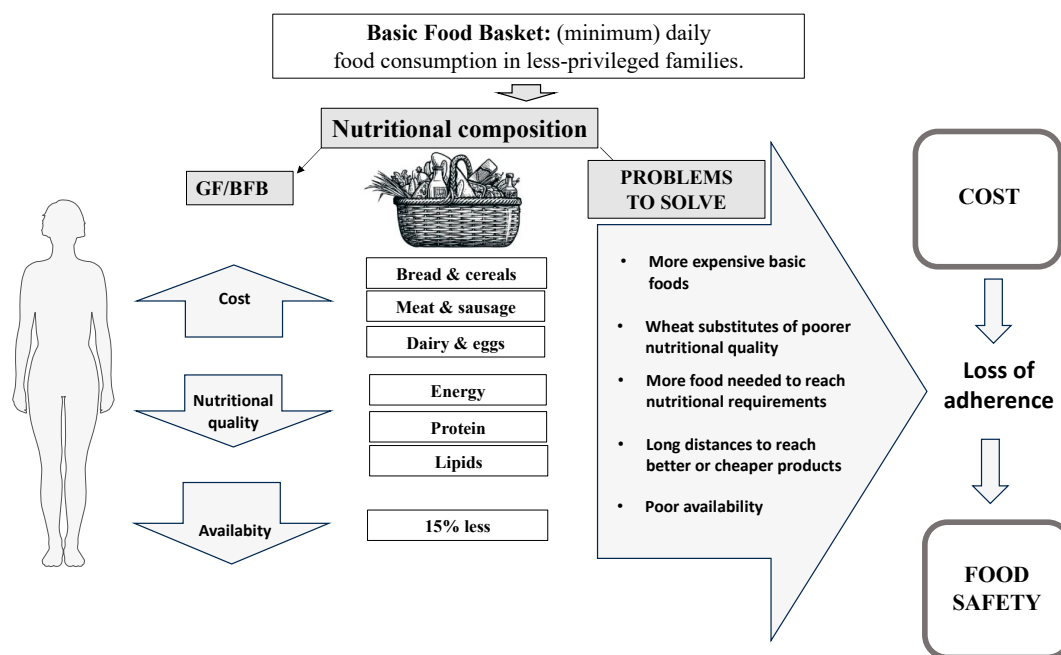 Basic Food Basket: (minimum) daily
food consumption in less-privileged families.
Nutritional composition
GF/BFB
PROBLEMS
TO SOLVE
Cost
Bread & cereals
Meat & sausage
Dairy & eggs
Nutritional
quality
Energy
Protein
Lipids
Availabity
15% less
• More expensive basic
foods
• Wheat substitutes of poorer
nutritional quality
• More food needed to reach
nutritional requirements
• Long distances to reach
better or cheaper products
• Poor availability
COST
Loss of
adherence
FOOD
SAFETY